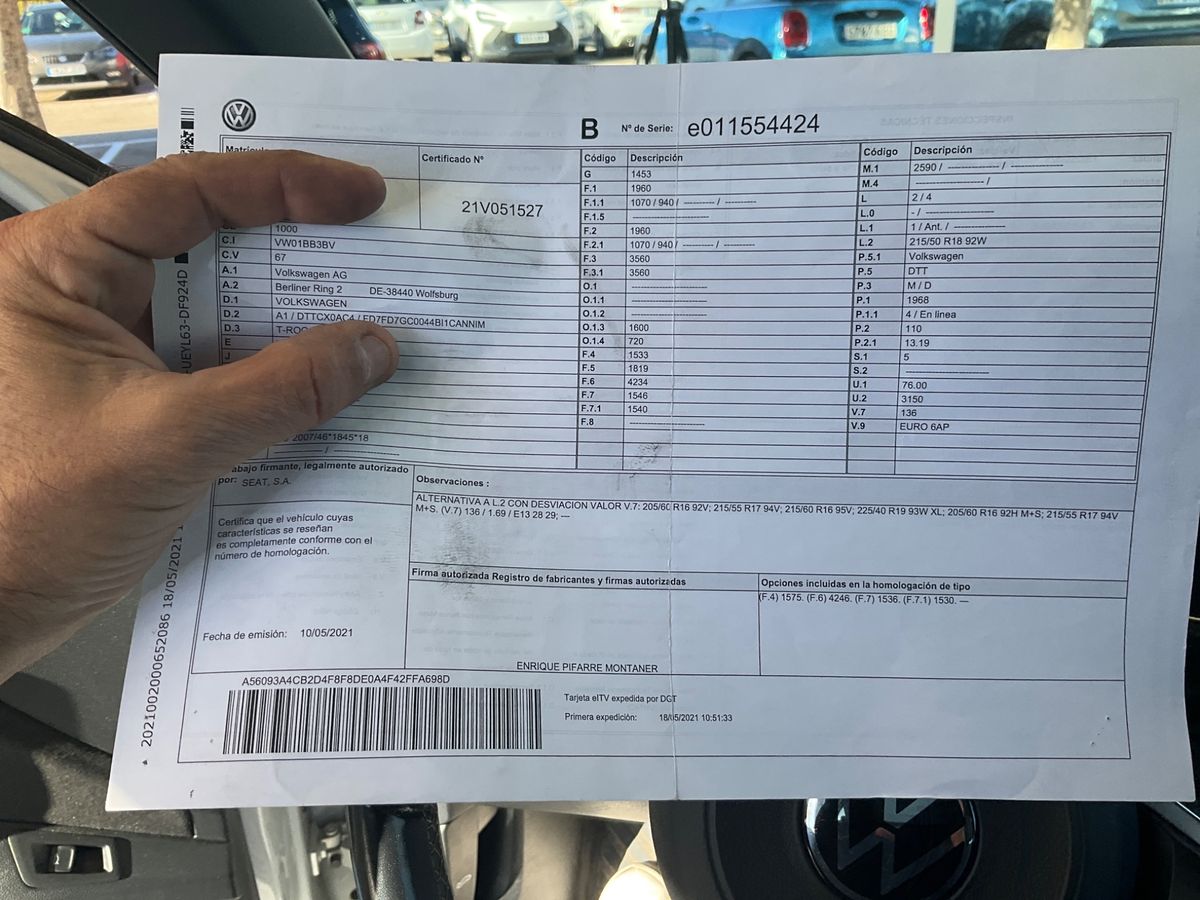 B Nº de Serie: e011554424
Certificado Nº
21V051527
1000
C.I VW01BB3BV
C.V 67
A.1 Volkswagen AG
A.2 Berliner Ring 2 DE-38440 Wolfsburg
D.1 VOLKSWAGEN
D.2 A1 / DTTCX0AC4 / FD7FD7GC0044BI1CANNIM
D.3
E
J
2007/46*1845*18
Código Descripción
G 1453
F.1 1960
F.1.1 1070 / 940 / ---------- / ----------
F.1.5 -------------------------
F.2 1960
F.2.1 1070 / 940 / ---------- / ----------
F.3 3560
F.3.1 3560
O.1 -------------------------
O.1.1 -------------------------
O.1.2 -------------------------
O.1.3 1600
O.1.4 720
F.4 1533
F.5 1819
F.6 4234
F.7 1546
F.7.1 1540
F.8 -------------------------
Código Descripción
M.1 2590 / ----------------- / -----------------
M.4 ----------------------- /
L 2 / 4
L.0 - / -----------------------
L.1 1 / Ant. / -----------------
L.2 215/50 R18 92W
P.5.1 Volkswagen
P.5 DTT
P.3 M / D
P.1 1968
P.1.1 4 / En linea
P.2 110
P.2.1 13.19
S.1 5
S.2 ----------------------------
U.1 76.00
U.2 3150
V.7 136
V.9 EURO 6AP
abajo firmante, legalmente autorizado
por: SEAT, S.A.
Certifica que el vehículo cuyas
características se reseñan
es completamente conforme con el
número de homologación.
Fecha de emisión: 10/05/2021
Observaciones :
ALTERNATIVA A L.2 CON DESVIACION VALOR V.7: 205/60 R16 92V; 215/55 R17 94V; 215/60 R16 95V; 225/40 R19 93W XL; 205/60 R16 92H M+S; 215/55 R17 94V
M+S. (V.7) 136 / 1.69 / E13 28 29; ---
Firma autorizada Registro de fabricantes y firmas autorizadas
ENRIQUE PIFARRE MONTANER
Opciones incluidas en la homologación de tipo
(F.4) 1575. (F.6) 4246. (F.7) 1536. (F.7.1) 1530. ---
A56093A4CB2D4F8F8DE0A4F42FFA698D
Tarjeta eITV expedida por DGT
Primera expedición: 18/05/2021 10:51:33
2021002000652086 18/05/2021
UEYL63-DF924D